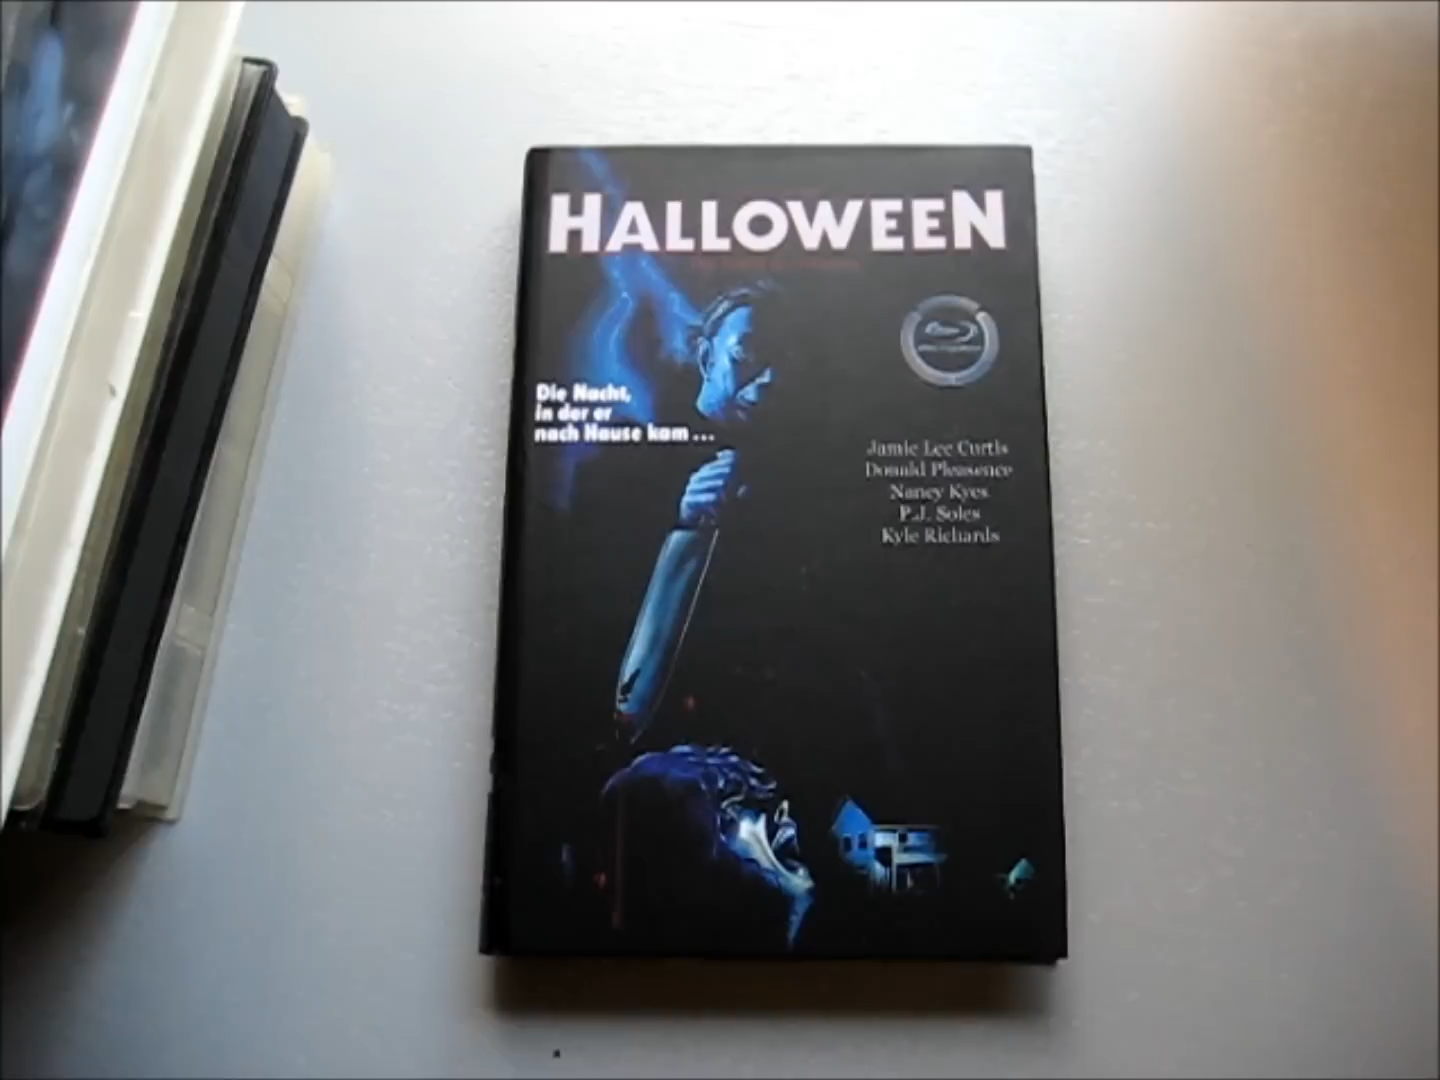 HALLOWEEN
Die Nacht,
in der er
nach Hause kam ...
Jamie Lee Curtis
Donald Pleasence
Nancy Kyes
P.J. Soles
Kyle Richards